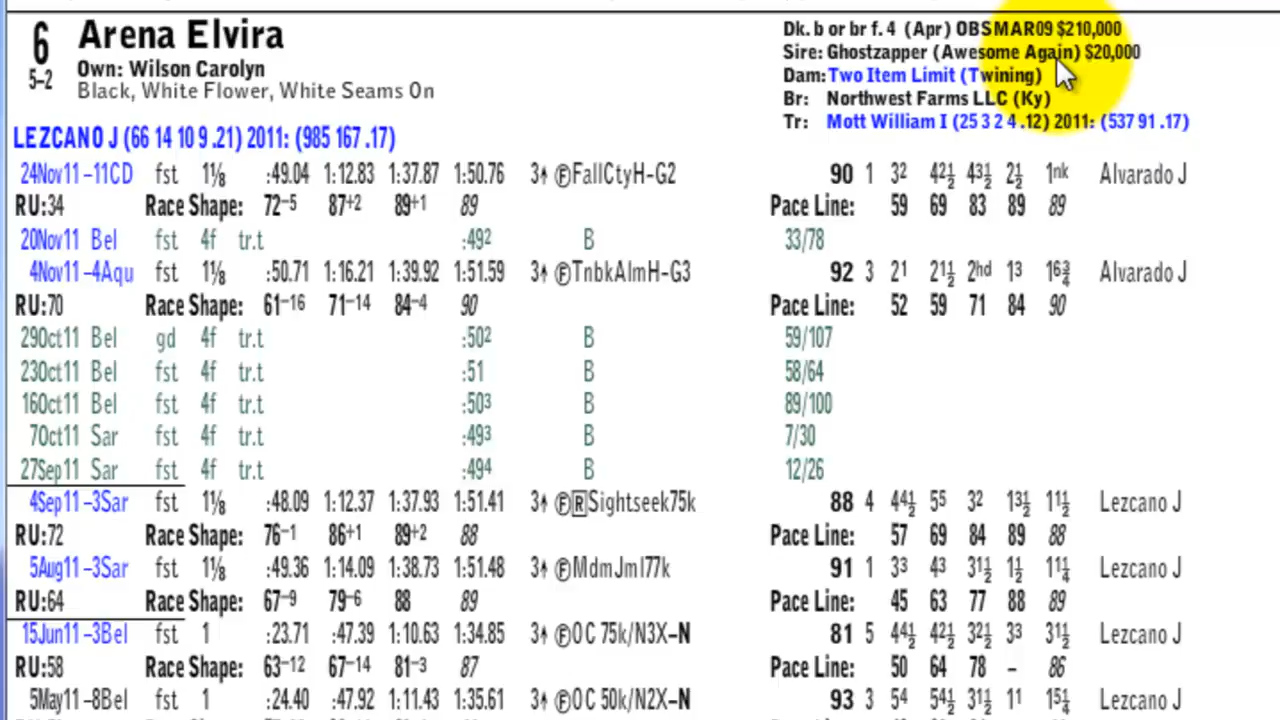 6 Arena Elvira
5-2
Own: Wilson Carolyn
Black, White Flower, White Seams On
Dk. b or br f. 4 (Apr) OBSMAR09 $210,000
Sire: Ghostzapper (Awesome Again) $20,000
Dam: Two Item Limit (Twining)
Br: Northwest Farms LLC (Ky)
Tr: Mott William I (25 3 2 4 .12) 2011: (537 91 .17)
LEZCANO J (66 14 10 9 .21) 2011: (985 167 .17)
24Nov11-11CD fst 1⅛ :49.04 1:12.83 1:37.87 1:50.76 3↑ ⒻFallCtyH-G2 90 1 3² 4²½ 4³½ 2½ 1ⁿᵏ Alvarado J
RU:34 Race Shape: 72⁻⁵ 87⁺² 89⁺¹ 89 Pace Line: 59 69 83 89 89
20Nov11 Bel fst 4f tr.t :49² B 33/78
4Nov11-4Aqu fst 1⅛ :50.71 1:16.21 1:39.92 1:51.59 3↑ ⒻTnbkAlmH-G3 92 3 2¹ 2¹½ 2ʰᵈ 1³ 1⁶¾ Alvarado J
RU:70 Race Shape: 61⁻¹⁶ 71⁻¹⁴ 84⁻⁴ 90 Pace Line: 52 59 71 84 90
29Oct11 Bel gd 4f tr.t :50² B 59/107
23Oct11 Bel fst 4f tr.t :51 B 58/64
16Oct11 Bel fst 4f tr.t :50³ B 89/100
7Oct11 Sar fst 4f tr.t :49³ B 7/30
27Sep11 Sar fst 4f tr.t :49⁴ B 12/26
4Sep11-3Sar fst 1⅛ :48.09 1:12.37 1:37.93 1:51.41 3↑ Ⓕ🅁Sightseek75k 88 4 4⁴½ 5⁵ 3² 1³½ 1¹½ Lezcano J
RU:72 Race Shape: 76⁻¹ 86⁺¹ 89⁺² 88 Pace Line: 57 69 84 89 88
5Aug11-3Sar fst 1⅛ :49.36 1:14.09 1:38.73 1:51.48 3↑ ⒻMdmJml77k 91 1 3³ 4³ 3¹½ 1½ 1¹¼ Lezcano J
RU:64 Race Shape: 67⁻⁹ 79⁻⁶ 88 89 Pace Line: 45 63 77 88 89
15Jun11-3Bel fst 1 :23.71 :47.39 1:10.63 1:34.85 3↑ ⒻOC 75k/N3X-N 81 5 4⁴½ 4²½ 3²½ 3³ 3¹½ Lezcano J
RU:58 Race Shape: 63⁻¹² 67⁻¹⁴ 81⁻³ 87 Pace Line: 50 64 78 – 86
5May11-8Bel fst 1 :24.40 :47.92 1:11.43 1:35.61 3↑ ⒻOC 50k/N2X-N 93 3 5⁴ 5⁴½ 3¹½ 1¹ 1⁵¼ Lezcano J